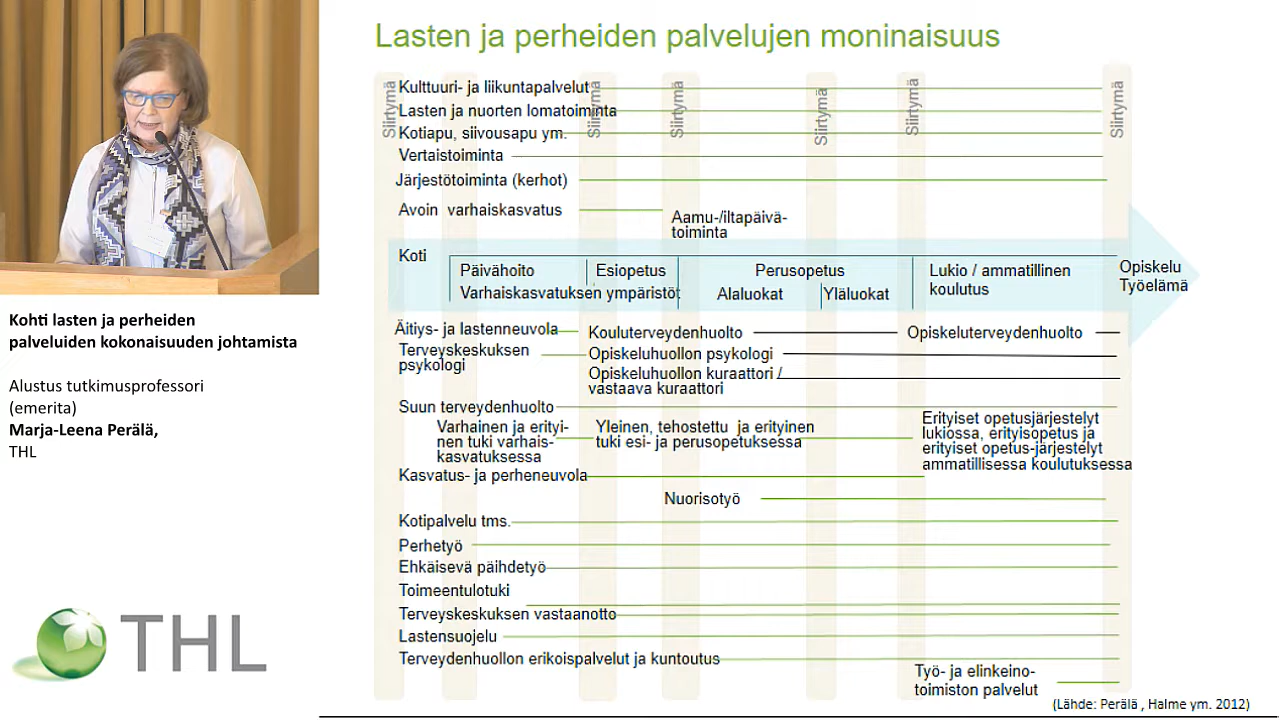 Lasten ja perheiden palvelujen moninaisuus
Siirtymä
Siirtymä
Siirtymä
Siirtymä
Siirtymä
Siirtymä
Kulttuuri- ja liikuntapalvelut
Lasten ja nuorten lomatoiminta
Kotiapu, siivousapu ym.
Vertaistoiminta
Järjestötoiminta (kerhot)
Avoin varhaiskasvatus
Aamu-/iltapäivä-
toiminta
Koti
Päivähoito
Varhaiskasvatuksen ympäristöt
Esiopetus
Perusopetus
Alaluokat
Yläluokat
Lukio / ammatillinen
koulutus
Opiskelu
Työelämä
Äitiys- ja lastenneuvola
Kouluterveydenhuolto
Opiskeluterveydenhuolto
Terveyskeskuksen
psykologi
Opiskeluhuollon psykologi
Opiskeluhuollon kuraattori /
vastaava kuraattori
Suun terveydenhuolto
Varhainen ja erityi-
nen tuki varhais-
kasvatuksessa
Yleinen, tehostettu ja erityinen
tuki esi- ja perusopetuksessa
Erityiset opetusjärjestelyt
lukiossa, erityisopetus ja
erityiset opetus-järjestelyt
ammatillisessa koulutuksessa
Kasvatus- ja perheneuvola
Nuorisotyö
Kotipalvelu tms.
Perhetyö
Ehkäisevä päihdetyö
Toimeentulotuki
Terveyskeskuksen vastaanotto
Lastensuojelu
Terveydenhuollon erikoispalvelut ja kuntoutus
Työ- ja elinkeino-
toimiston palvelut
(Lähde: Perälä , Halme ym. 2012)
Kohti lasten ja perheiden
palveluiden kokonaisuuden johtamista
Alustus tutkimusprofessori
(emerita)
Marja-Leena Perälä,
THL
THL